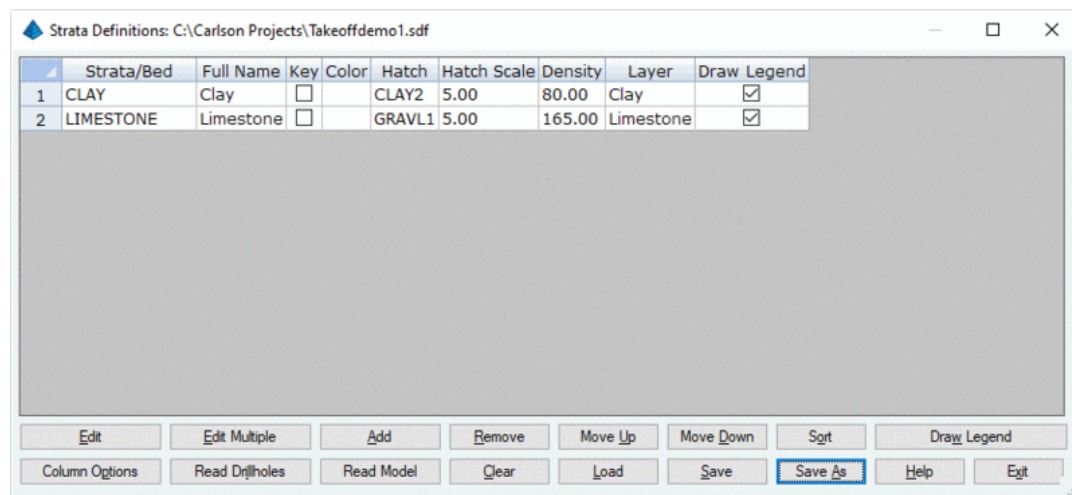 Strata Definitions: C:\Carlson Projects\Takeoffdemo1.sdf
Strata/Bed Full Name Key Color Hatch Hatch Scale Density Layer Draw Legend
1 CLAY Clay CLAY2 5.00 80.00 Clay
2 LIMESTONE Limestone GRAVL1 5.00 165.00 Limestone
Edit Edit Multiple Add Remove Move Up Move Down Sort Draw Legend
Column Options Read Drillholes Read Model Clear Load Save Save As Help Exit